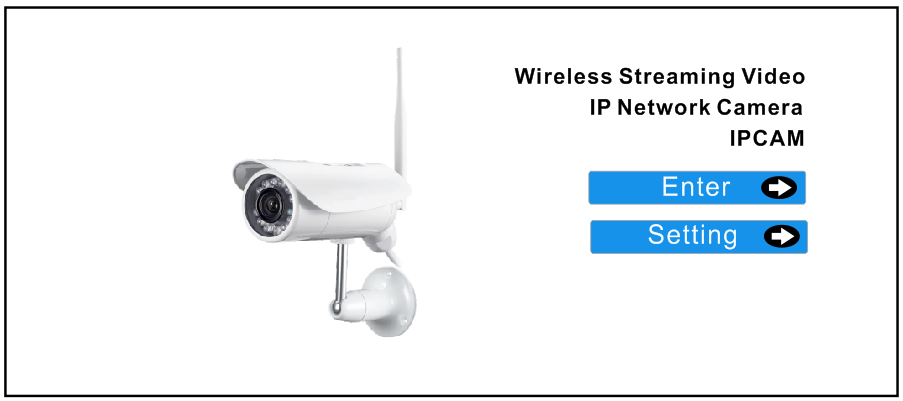 Wireless Streaming Video
IP Network Camera
IPCAM
Enter
Setting